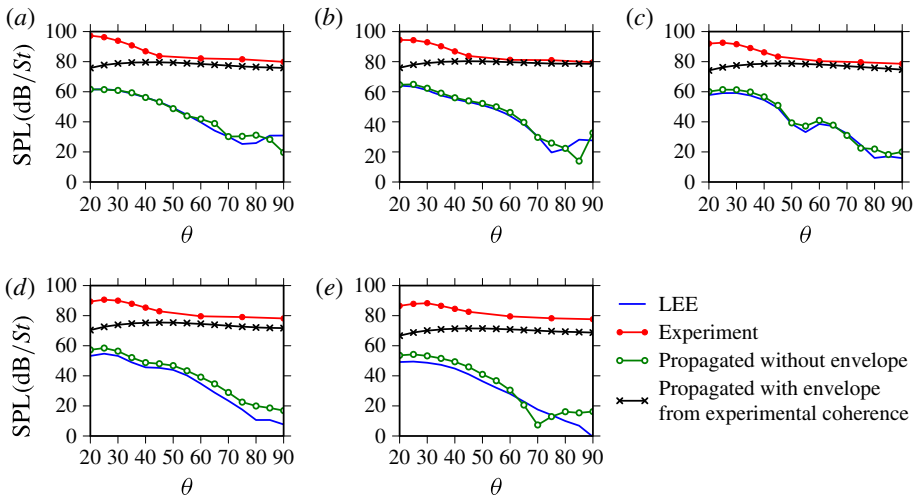 (a) (b) (c)
SPL(dB/St)
100 100 100
80 80 80
60 60 60
40 40 40
20 20 20
0 0 0
20 30 40 50 60 70 80 90 20 30 40 50 60 70 80 90 20 30 40 50 60 70 80 90
θ θ θ
(d) (e)
SPL(dB/St)
100 100
80 80
60 60
40 40
20 20
0 0
20 30 40 50 60 70 80 90 20 30 40 50 60 70 80 90
θ θ
LEE
Experiment
Propagated without envelope
Propagated with envelope
from experimental coherence